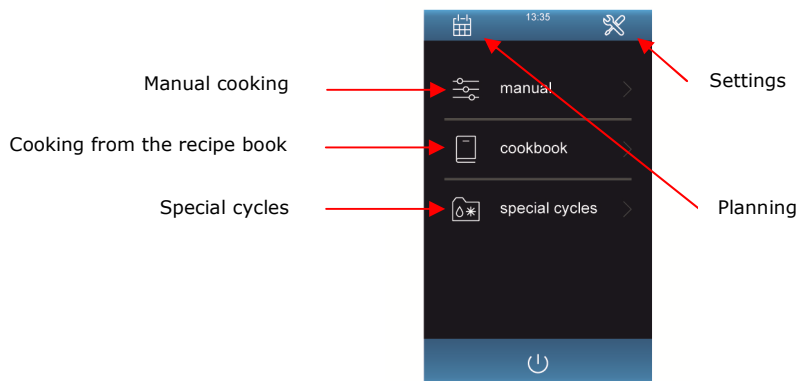 13:35
Manual cooking
manual
Settings
Cooking from the recipe book
cookbook
Special cycles
special cycles
Planning